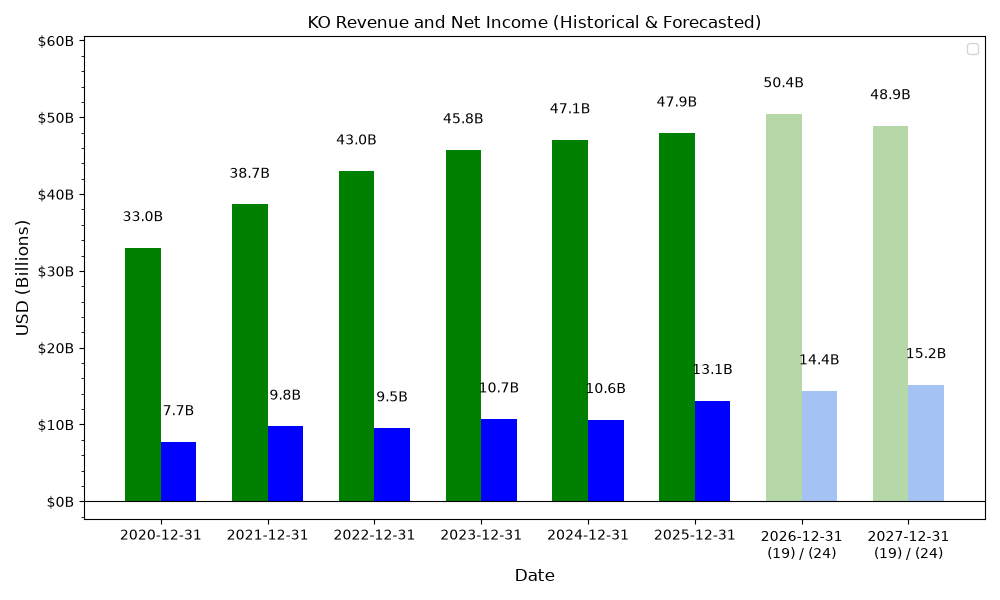 KO Revenue and Net Income (Historical & Forecasted)
$60B
$50B
$40B
$30B
$20B
$10B
$0B
USD (Billions)
33.0B
38.7B
43.0B
45.8B
47.1B
47.9B
50.4B
48.9B
7.7B
9.8B
9.5B
10.7B
10.6B
13.1B
14.4B
15.2B
2020-12-31
2021-12-31
2022-12-31
2023-12-31
2024-12-31
2025-12-31
2026-12-31
(19) / (24)
2027-12-31
(19) / (24)
Date